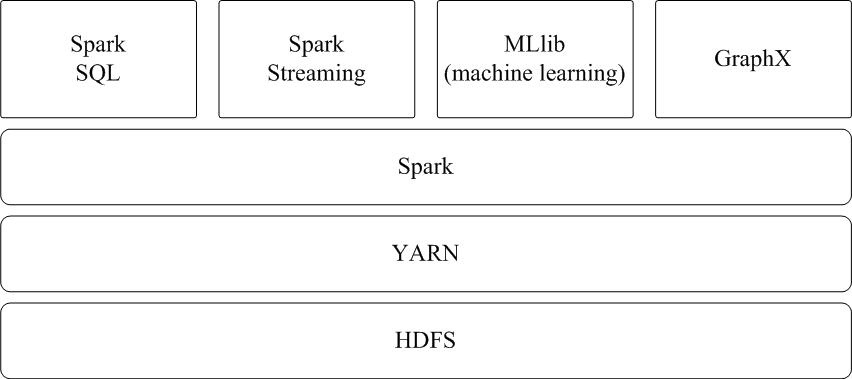 Spark
SQL
Spark
Streaming
MLlib
(machine learning)
GraphX
Spark
YARN
HDFS